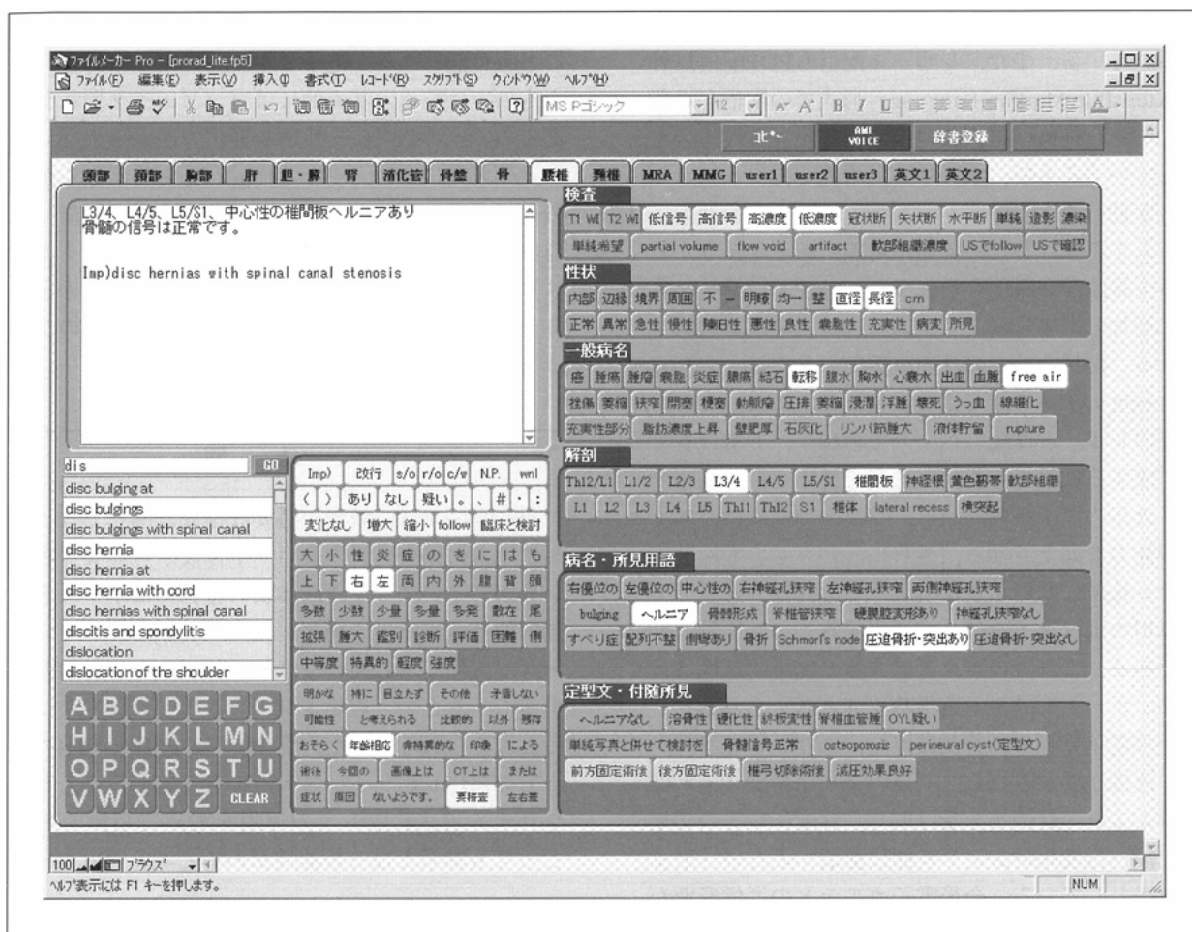 ファイルメーカー Pro - [prorad_lite.fp5]
ファイル(F) 編集(E) 表示(V) 挿入(I) 書式(T) レコード(R) スクリプト(S) ウィンドウ(W) ヘルプ(H)
MS Pゴシック 12 B I U A
コピー AMI VOICE 辞書登録
頭部 頚部 胸部 肝 胆・膵 腎 消化管 骨盤 骨 腰椎 頚椎 MRA MMG user1 user2 user3 英文1 英文2
L3/4、L4/5、L5/S1、中心性の椎間板ヘルニアあり
骨髄の信号は正常です。
Imp)disc hernias with spinal canal stenosis
dis GO
disc bulging at
disc bulgings
disc bulgings with spinal canal
disc hernia
disc hernia at
disc hernia with cord
disc hernias with spinal canal
discitis and spondylitis
dislocation
dislocation of the shoulder
A B C D E F G
H I J K L M N
O P Q R S T U
V W X Y Z CLEAR
Imp) 改行 s/o r/o c/w N.P. wnl
( ) あり なし 疑い 。 、 # ・ :
変化なし 増大 縮小 follow 臨床と検討
大 小 性 炎 症 の を に は も
上 下 右 左 両 内 外 腹 背 頭
多数 少数 少量 多量 多発 散在 尾
拡張 腫大 鑑別 診断 評価 困難 側
中等度 特異的 軽度 強度
明かな 特に 目立たず その他 矛盾しない
可能性 と考えられる 比較的 以外 残存
おそらく 年齢相応 非特異的な 印象 による
術後 今回の 画像上は CT上は または
症状 原因 ないようです。 要精査 左右差
検査
T1 WI T2 WI 低信号 高信号 高濃度 低濃度 冠状断 矢状断 水平断 単純 造影 濃染
単純希望 partial volume flow void artifact 軟部組織濃度 USでfollow USで確認
性状
内部 辺縁 境界 周囲 不 ー 明瞭 均一 整 直径 長径 cm
正常 異常 急性 慢性 陳旧性 悪性 良性 嚢胞性 充実性 病変 所見
一般病名
癌 腫瘍 腫瘤 嚢胞 炎症 膿瘍 結石 転移 腹水 胸水 心嚢水 出血 血腫 free air
挫傷 萎縮 狭窄 閉塞 梗塞 動脈瘤 圧排 萎縮 浸潤 浮腫 壊死 うっ血 線維化
充実性部分 脂肪濃度上昇 壁肥厚 石灰化 リンパ節腫大 液体貯留 rupture
解剖
Th12/L1 L1/2 L2/3 L3/4 L4/5 L5/S1 椎間板 神経根 黄色靭帯 軟部組織
L1 L2 L3 L4 L5 Th11 Th12 S1 椎体 lateral recess 横突起
病名・所見用語
右優位の 左優位の 中心性の 右神経孔狭窄 左神経孔狭窄 両側神経孔狭窄
bulging ヘルニア 骨棘形成 脊椎管狭窄 硬膜腔変形あり 神経孔狭窄なし
すべり症 配列不整 側彎あり 骨折 Schmorl's node 圧迫骨折・突出あり 圧迫骨折・突出なし
定型文・付随所見
ヘルニアなし 溶骨性 硬化性 終板変性 脊椎血管腫 OYL疑い
単純写真と併せて検討を 骨髄信号正常 osteoporosis perineural cyst(定型文)
前方固定術後 後方固定術後 椎弓切除術後 減圧効果良好
100 ブラウズ
ヘルプ表示には F1 キーを押します。 NUM